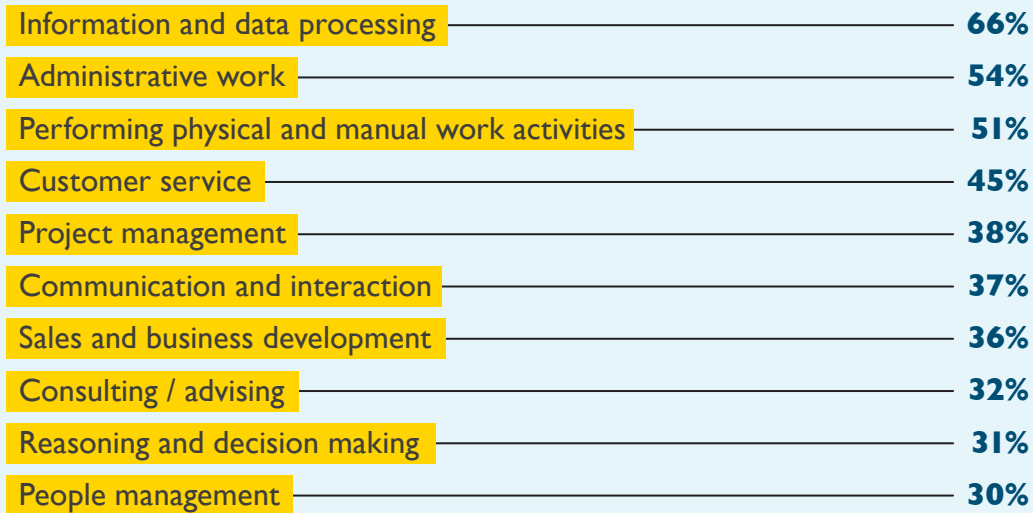 Information and data processing 66%
Administrative work 54%
Performing physical and manual work activities 51%
Customer service 45%
Project management 38%
Communication and interaction 37%
Sales and business development 36%
Consulting / advising 32%
Reasoning and decision making 31%
People management 30%